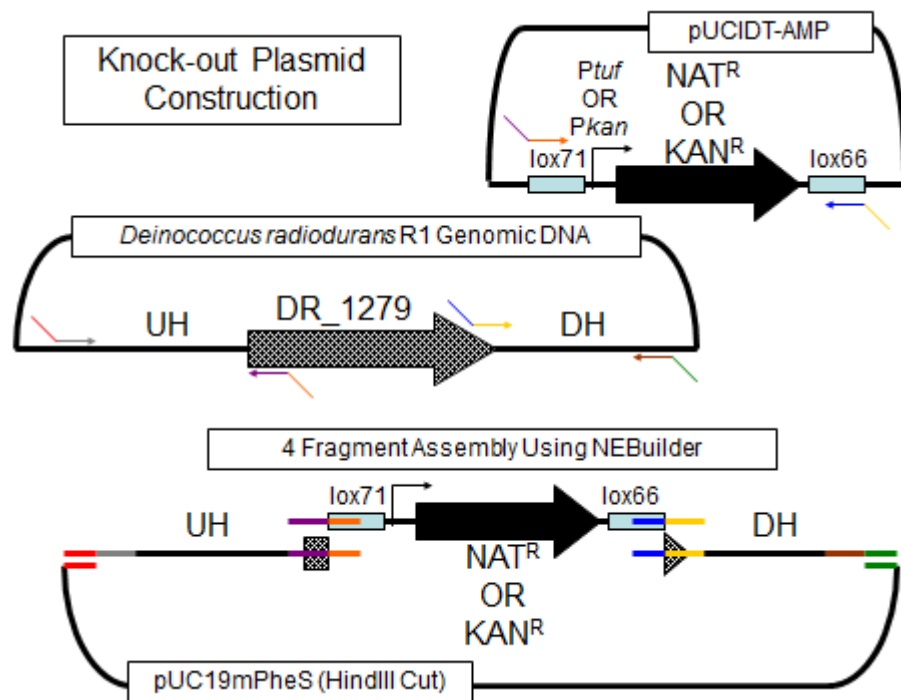 Knock-out Plasmid
Construction
pUCIDT-AMP
Ptuf
OR
Pkan
NATᴿ
OR
KANᴿ
lox71
lox66
Deinococcus radiodurans R1 Genomic DNA
UH
DR_1279
DH
4 Fragment Assembly Using NEBuilder
lox71
lox66
UH
DH
NATᴿ
OR
KANᴿ
pUC19mPheS (HindIII Cut)